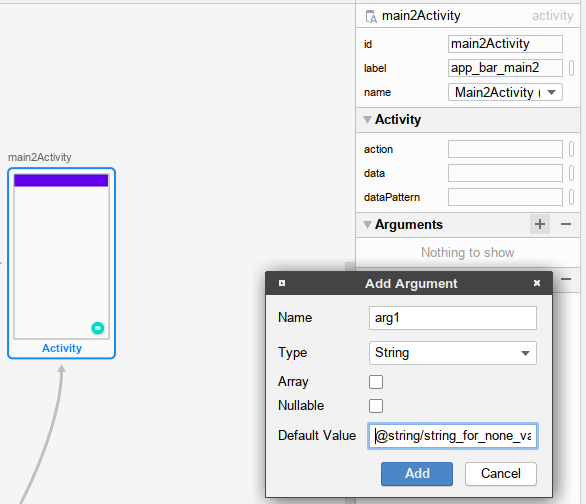 main2Activity activity
id main2Activity
label app_bar_main2
name Main2Activity (
Activity
action
data
dataPattern
Arguments
Nothing to show
main2Activity
Activity
Add Argument
Name arg1
Type String
Array
Nullable
Default Value @string/string_for_none_va
Add Cancel